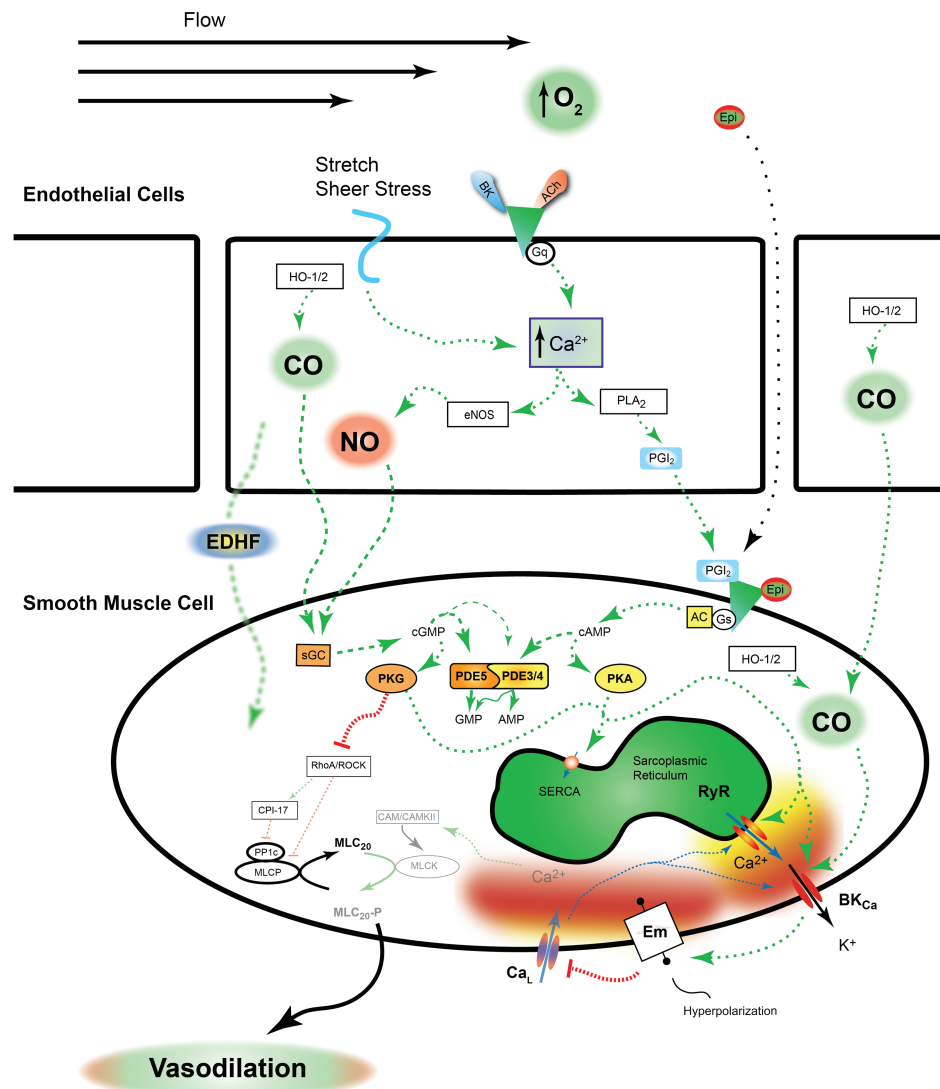 Flow
O2
Epi
Stretch
Sheer Stress
BK
ACh
Endothelial Cells
Gq
HO-1/2
HO-1/2
Ca2+
CO
CO
eNOS
PLA2
NO
PGI2
EDHF
PGI2
Epi
Smooth Muscle Cell
AC
Gs
cGMP
cAMP
sGC
HO-1/2
PKG
PDE5
PDE3/4
PKA
GMP
AMP
CO
RhoA/ROCK
Sarcoplasmic
Reticulum
RyR
SERCA
CPI-17
CAM/CAMKII
PP1c
MLC20
MLCK
MLCP
Ca2+
Ca2+
BKCa
MLC20-P
Em
K+
CaL
Hyperpolarization
Vasodilation